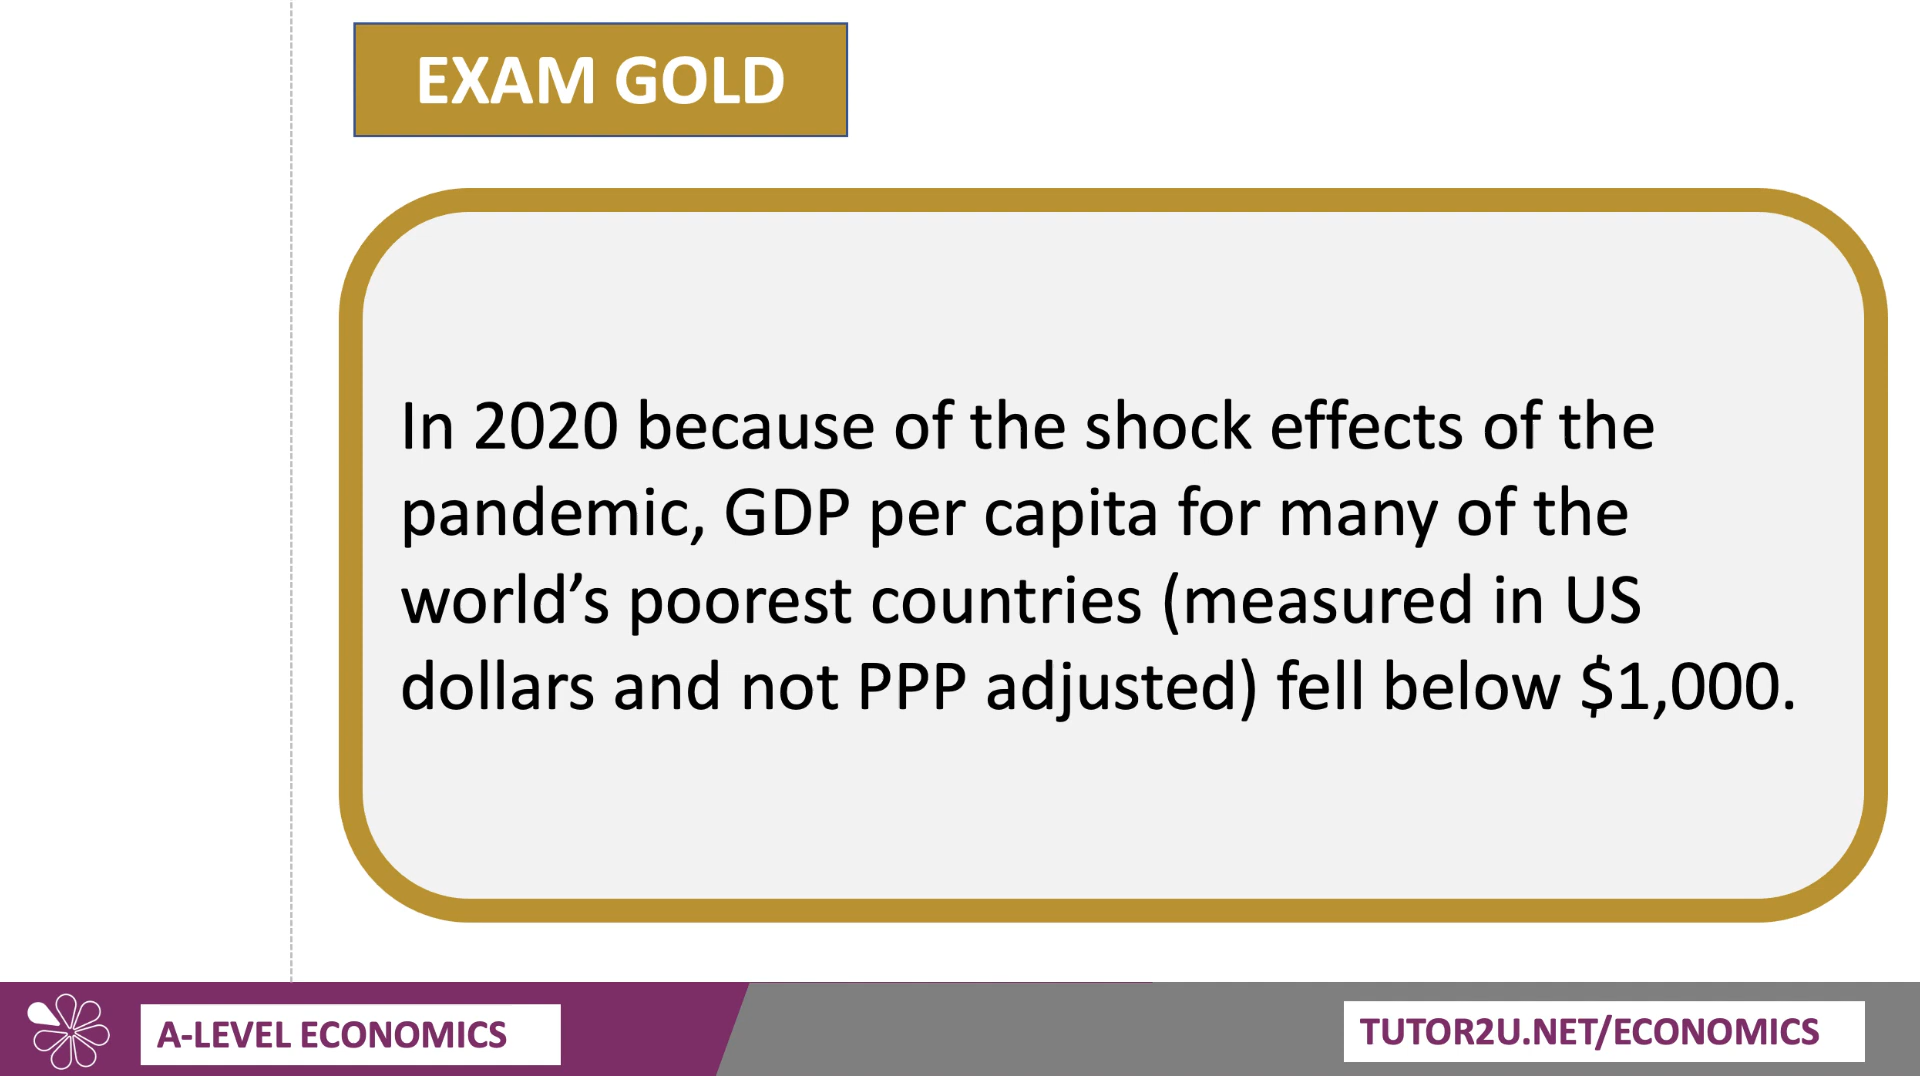 EXAM GOLD
In 2020 because of the shock effects of the
pandemic, GDP per capita for many of the
world’s poorest countries (measured in US
dollars and not PPP adjusted) fell below $1,000.
A-LEVEL ECONOMICS
TUTOR2U.NET/ECONOMICS